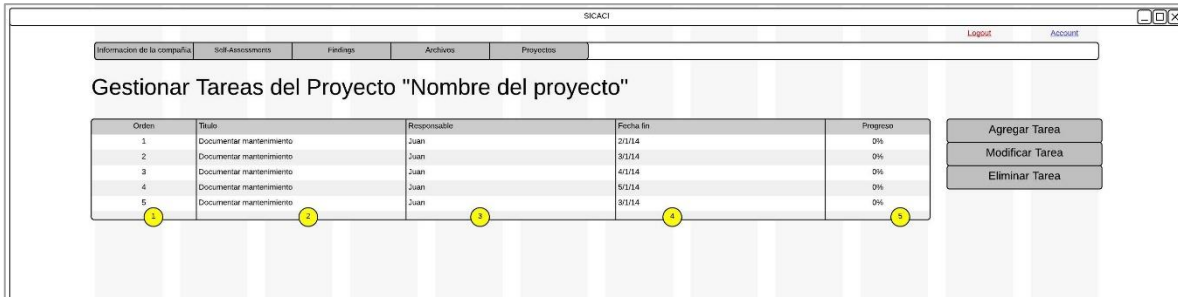 SICACI
Logout Account
Informacion de la compañia Self-Assessments Findings Archivos Proyectos
Gestionar Tareas del Proyecto "Nombre del proyecto"
Orden Titulo Responsable Fecha fin Progreso
1 Documentar mantenimiento Juan 2/1/14 0%
2 Documentar mantenimiento Juan 3/1/14 0%
3 Documentar mantenimiento Juan 4/1/14 0%
4 Documentar mantenimiento Juan 5/1/14 0%
5 Documentar mantenimiento Juan 3/1/14 0%
1 2 3 4 5
Agregar Tarea
Modificar Tarea
Eliminar Tarea